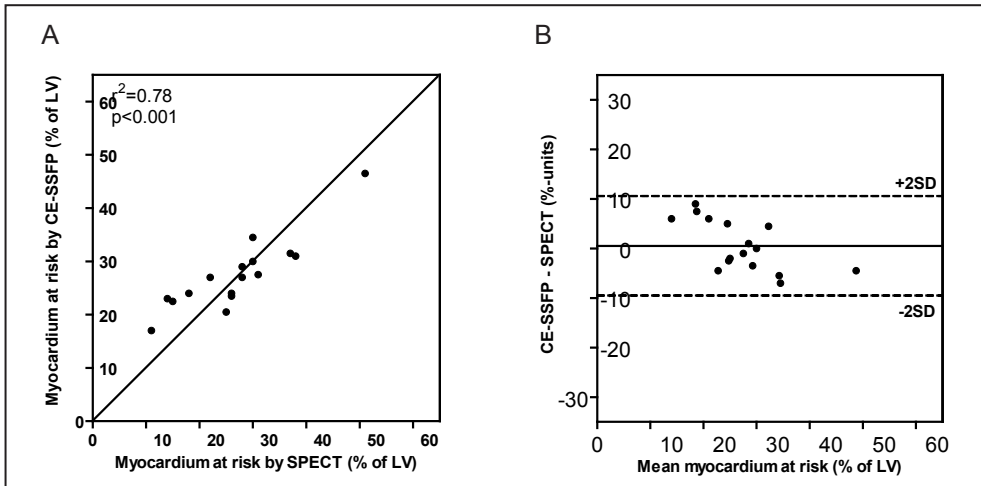 A
Myocardium at risk by CE-SSFP (% of LV)
r²=0.78
p<0.001
60
50
40
30
20
10
0
0 10 20 30 40 50 60
Myocardium at risk by SPECT (% of LV)
B
CE-SSFP - SPECT (%-units)
30
20
10
0
-10
-20
-30
+2SD
-2SD
0 10 20 30 40 50 60
Mean myocardium at risk (% of LV)